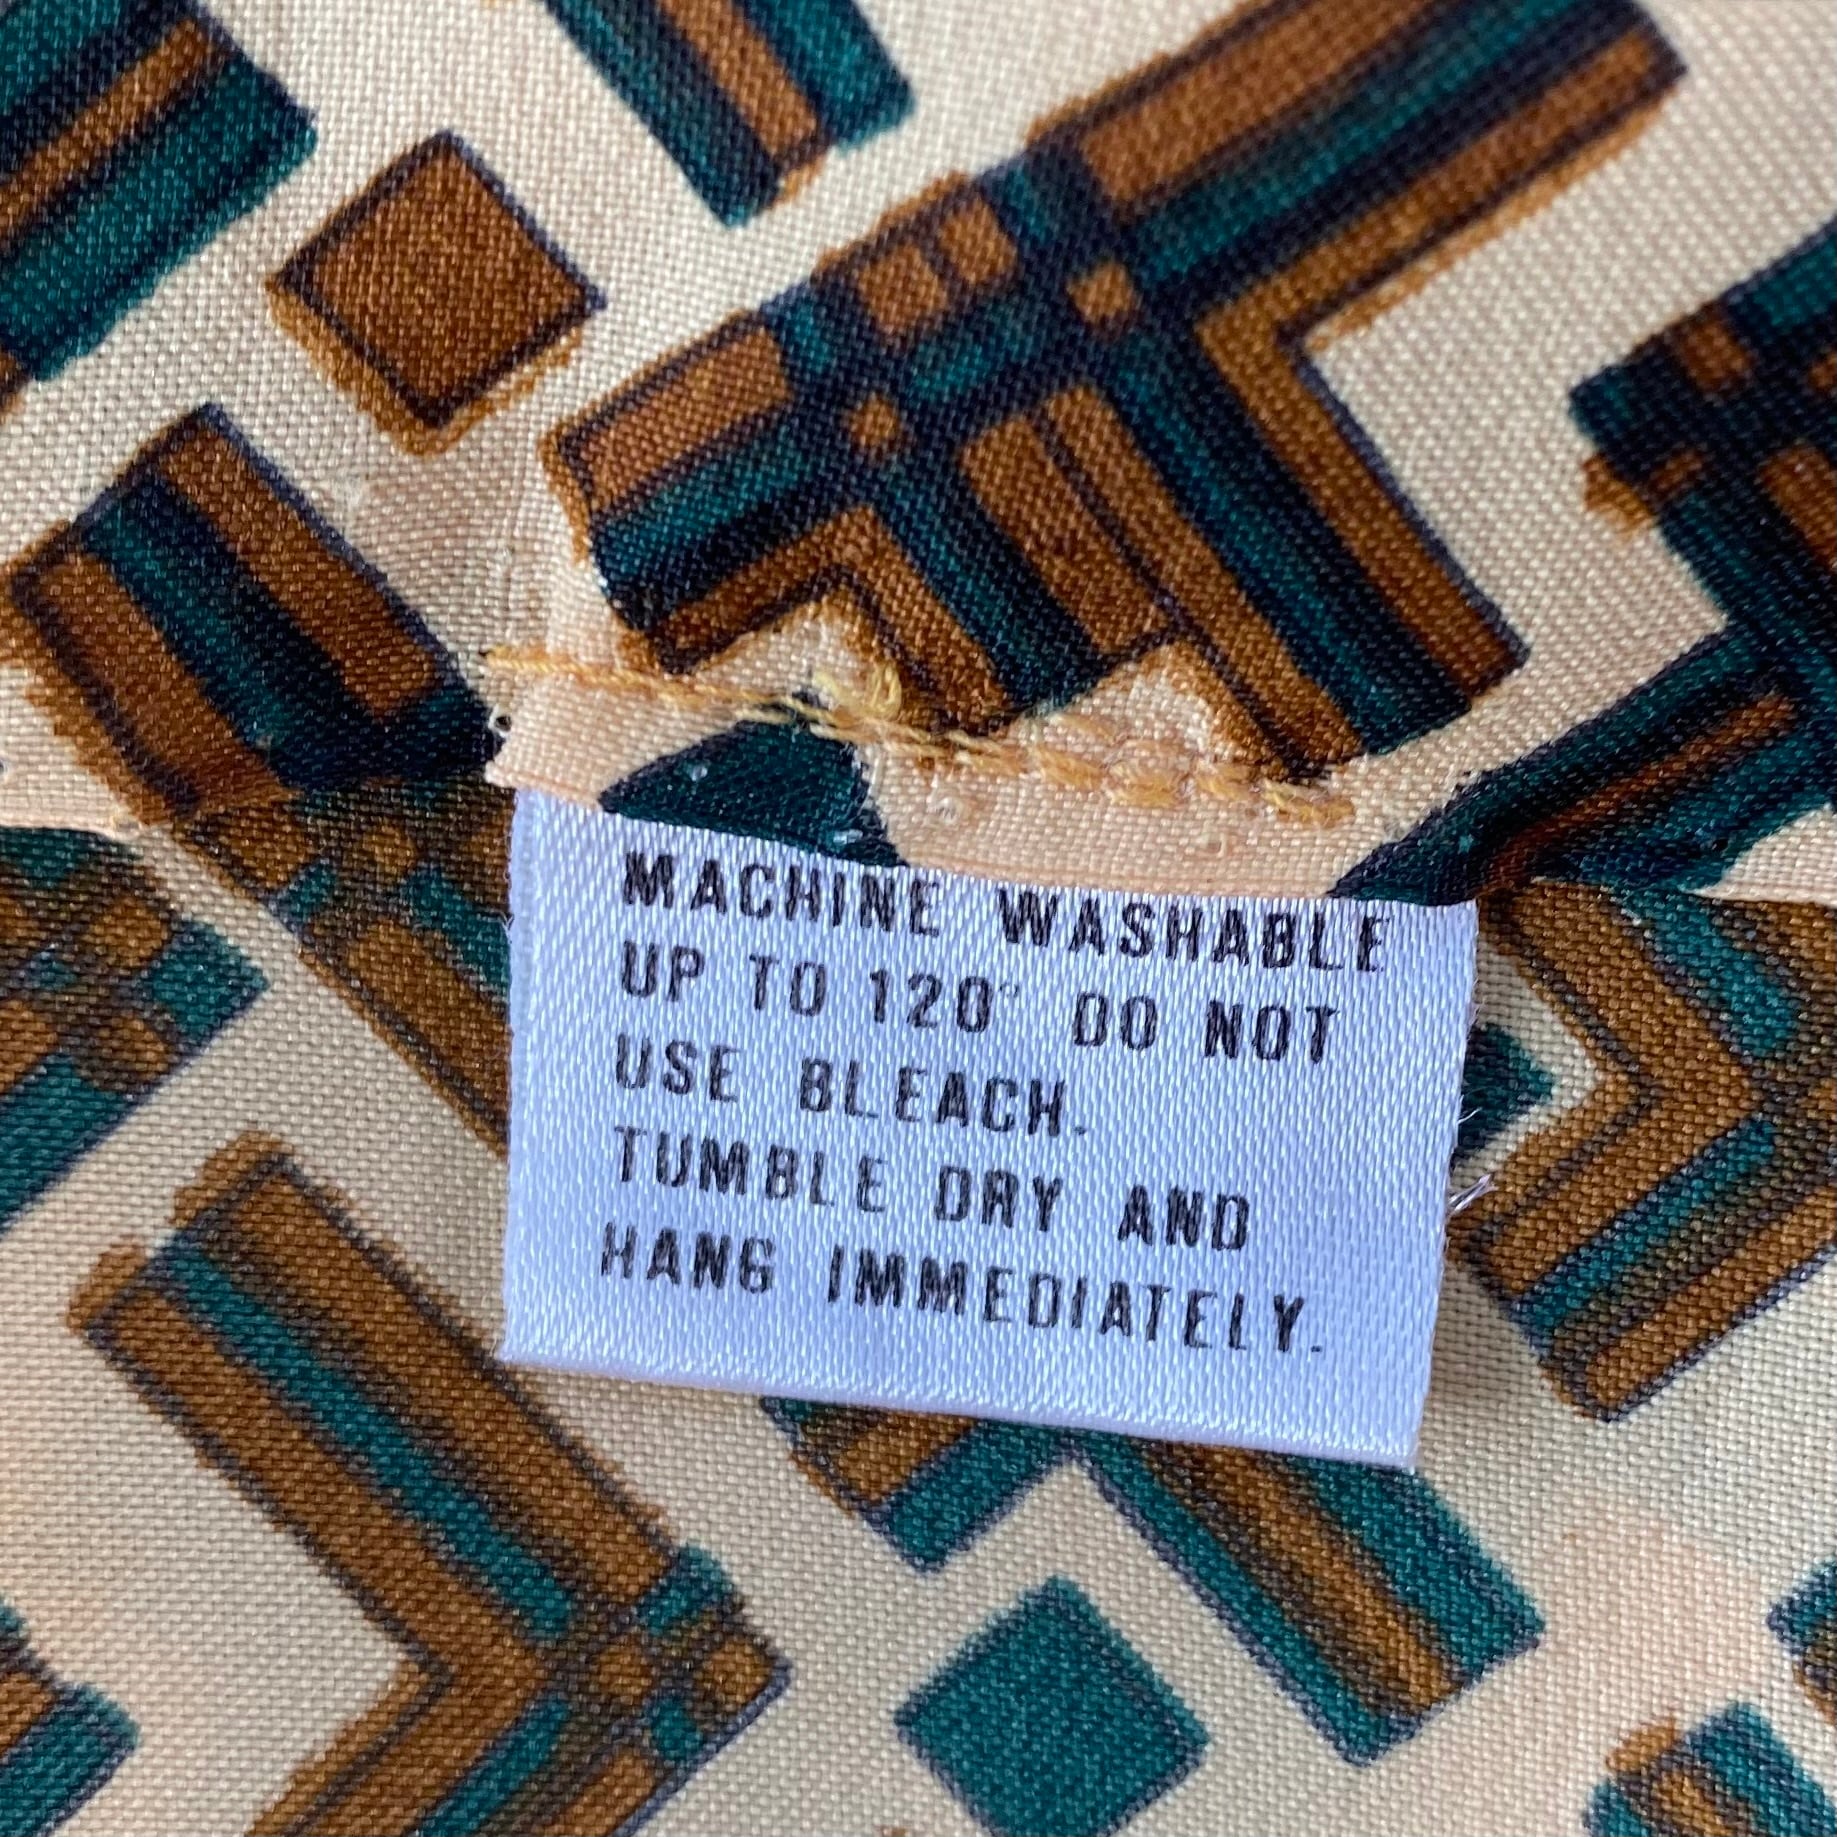 MACHINE WASHABLE
UP TO 120° DO NOT
USE BLEACH.
TUMBLE DRY AND
HANG IMMEDIATELY.